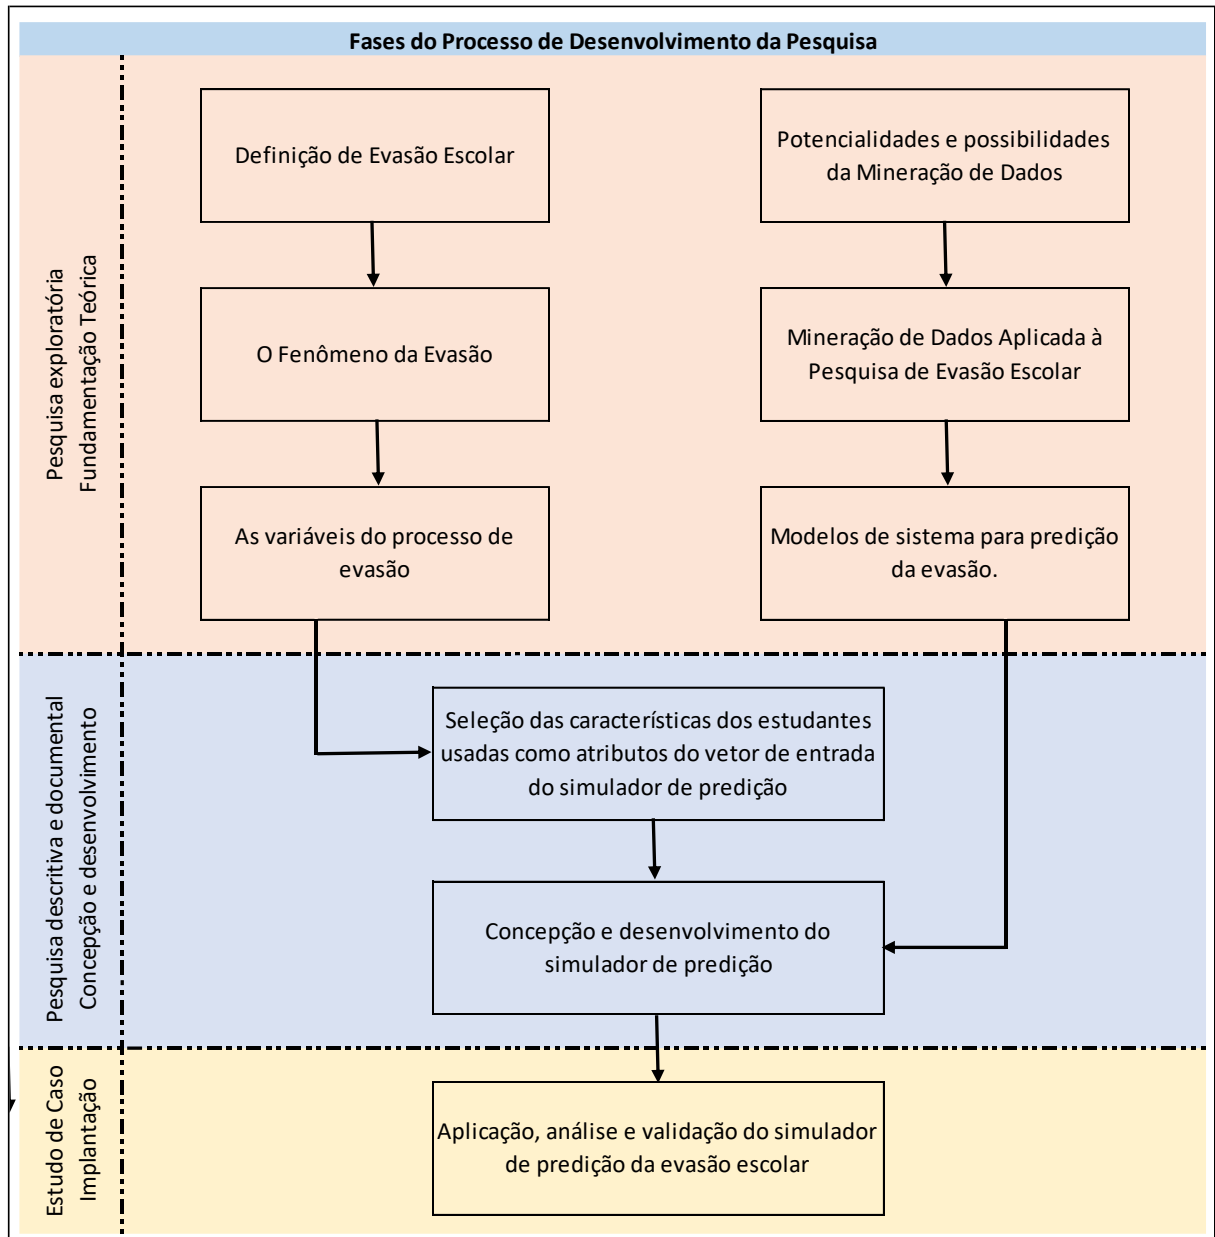 Fases do Processo de Desenvolvimento da Pesquisa
Pesquisa exploratória
Fundamentação Teórica
Definição de Evasão Escolar
Potencialidades e possibilidades
da Mineração de Dados
O Fenômeno da Evasão
Mineração de Dados Aplicada à
Pesquisa de Evasão Escolar
As variáveis do processo de
evasão
Modelos de sistema para predição
da evasão.
Pesquisa descritiva e documental
Concepção e desenvolvimento
Seleção das característicras dos estudantes
usadas como atributos do vetor de entrada
do simulador de predição
Concepção e desenvolvimento do
simulador de predição
Estudo de Caso
Implantação
Aplicação, análise e validação do simulador
de predição da evasão escolar